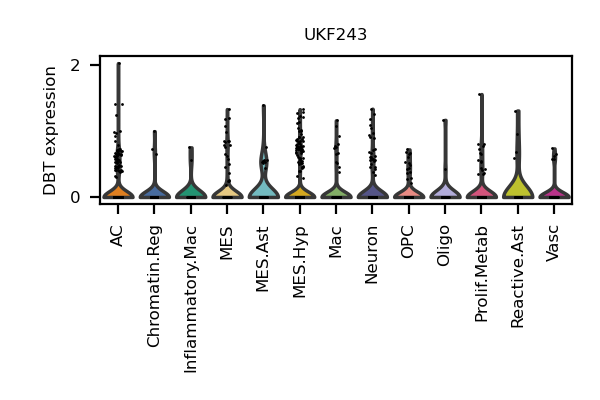 UKF243
DBT expression
2
0
AC
Chromatin.Reg
Inflammatory.Mac
MES
MES.Ast
MES.Hyp
Mac
Neuron
OPC
Oligo
Prolif.Metab
Reactive.Ast
Vasc